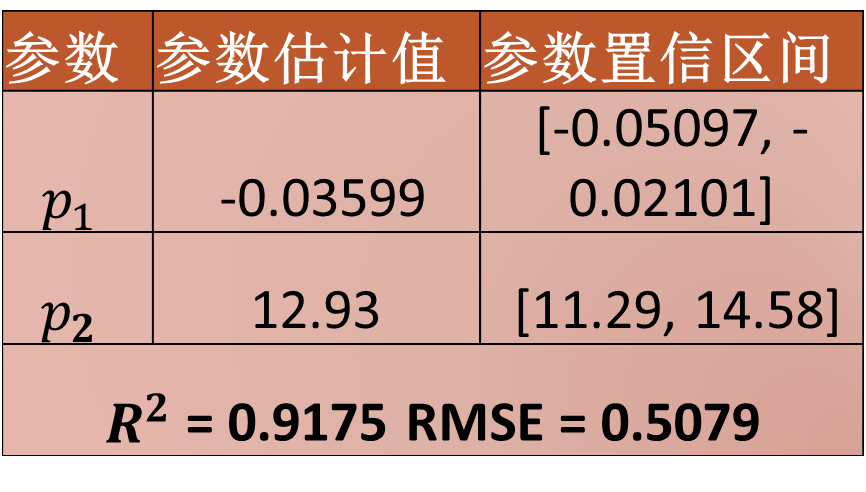 参数 参数估计值 参数置信区间
[-0.05097, -
p₁ -0.03599 0.02101]
p₂ 12.93 [11.29, 14.58]
R² = 0.9175 RMSE = 0.5079